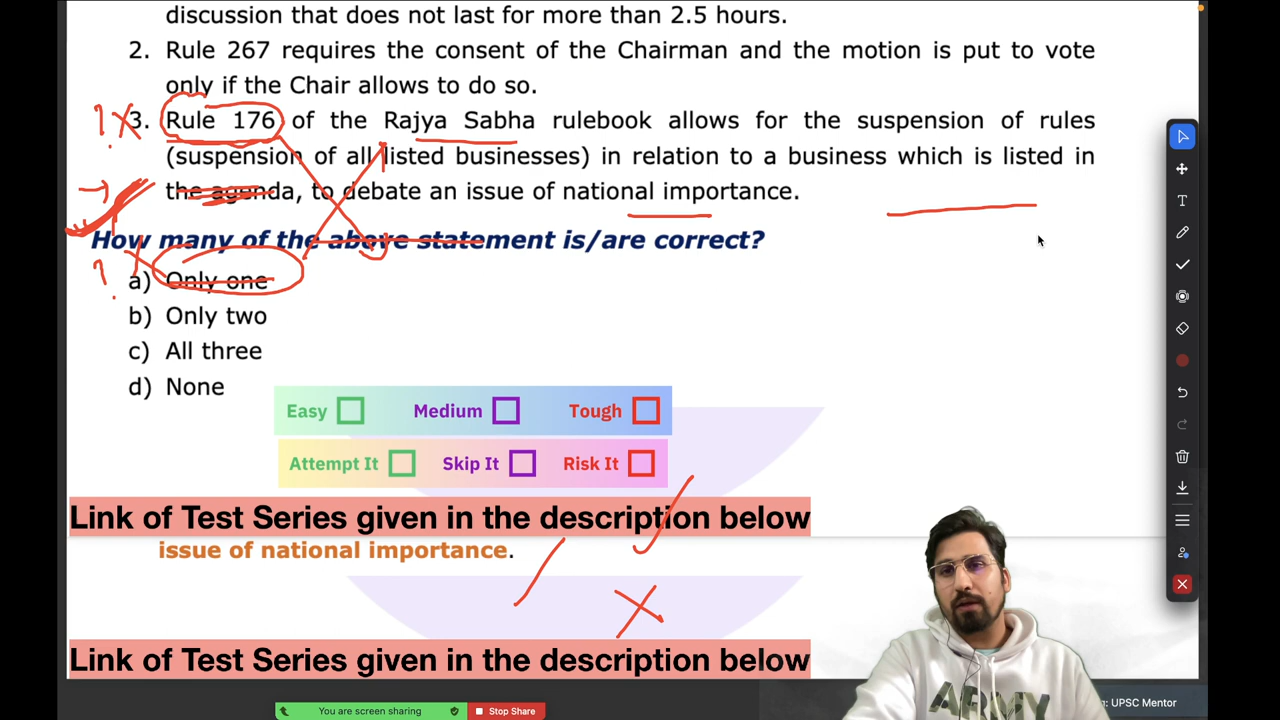 discussion that does not last for more than 2.5 hours.
2. Rule 267 requires the consent of the Chairman and the motion is put to vote
only if the Chair allows to do so.
3. Rule 176 of the Rajya Sabha rulebook allows for the suspension of rules
(suspension of all listed businesses) in relation to a business which is listed in
the agenda, to debate an issue of national importance.
How many of the above statement is/are correct?
a) Only one
b) Only two
c) All three
d) None
Easy Medium Tough
Attempt It Skip It Risk It
Link of Test Series given in the description below
issue of national importance.
Link of Test Series given in the description below
ARMY
: UPSC Mentor
You are screen sharing Stop Share